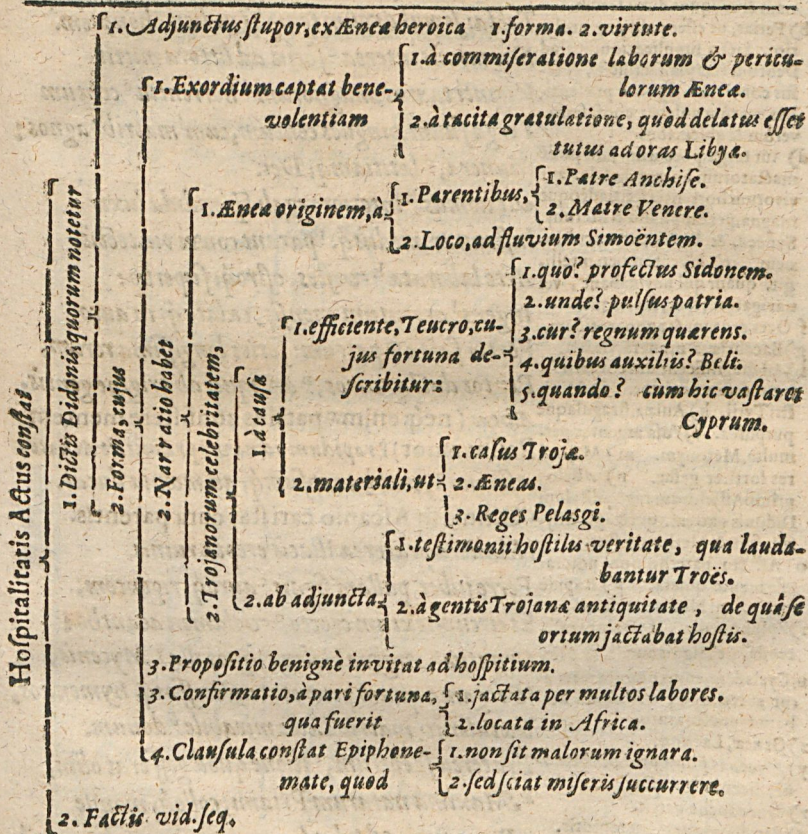 Hospitalitatis Actus constat
1. Dictis Didonis, quorum notetur
1. Adjunctus stupor, ex Ænea heroica 1. forma. 2. virtute.
2. Forma, cujus
1. Exordium captat bene-
volentiam
1. à commiseratione laborum & pericu-
lorum Æneæ.
2. à tacita gratulatione, quòd delatus esset
tutus ad oras Libyæ.
2. Narratio habet
1. Æneæ originem, à
1. Parentibus,
1. Patre Anchise.
2. Matre Venere.
2. Loco, ad fluvium Simoëntem.
2. Trojanorum celebritatem,
1. à causa
1. efficiente, Teucro, cu-
jus fortuna de-
scribitur:
1. quò? profectus Sidonem.
2. unde? pulsus patria.
3. cur? regnum quærens.
4. quibus auxiliis? Beli.
5. quando? cùm hic vastaret
Cyprum.
2. materiali, ut
1. casus Trojæ.
2. Æneas.
3. Reges Pelasgi.
2. ab adjuncta
1. testimonii hostilis veritate, qua lauda-
bantur Troës.
2. à gentis Trojanæ antiquitate, de quâ se
ortum jactabat hostis.
3. Propositio benignè invitat ad hospitium.
3. Confirmatio, à pari fortuna,
qua fuerit
1. jactata per multos labores.
2. locata in Africa.
4. Clausula constat Epiphone-
mate, quòd
1. non sit malorum ignara.
2. sed sciat miseris succurrere.
2. Factis vid. seq.